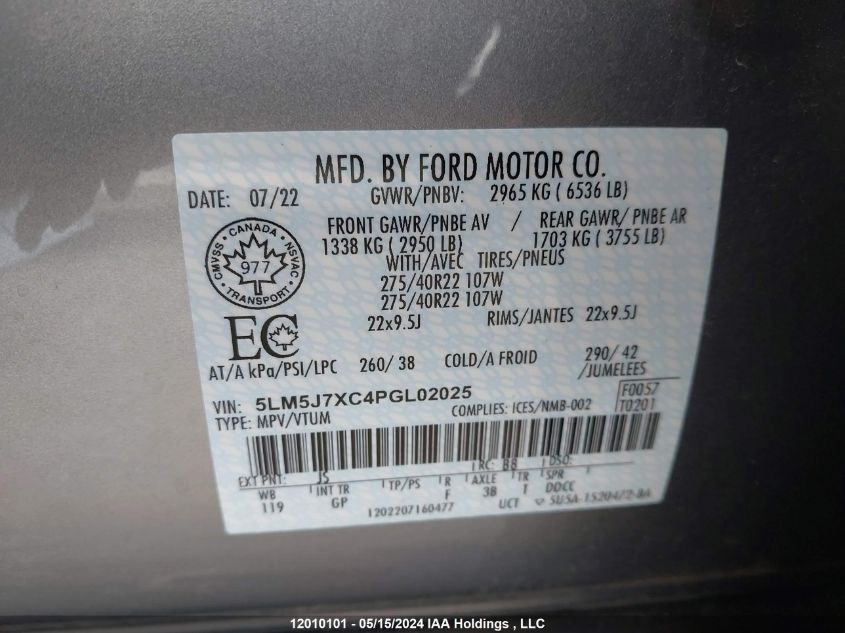 MFD. BY FORD MOTOR CO.
DATE: 07/22 GVWR/PNBV: 2965 KG ( 6536 LB)
FRONT GAWR/PNBE AV / REAR GAWR/ PNBE AR
1338 KG ( 2950 LB) 1703 KG ( 3755 LB)
WITH/AVEC TIRES/PNEUS
275/40R22 107W
275/40R22 107W
22x9.5J RIMS/JANTES 22x9.5J
CMVSS • CANADA • NSVAC • TRANSPORT •
977
EC
AT/A kPa/PSI/LPC 260/ 38 COLD/A FROID 290/ 42
/JUMELEES
VIN: 5LM5J7XC4PGL02025 F0057
TYPE: MPV/VTUM COMPLIES: ICES/NMB-002 T0201
EXT PNT: JS RC: B8 DSO:
WB INT TR TP/PS R AXLE TR SPR
119 GP F 3B T DDCC
1202207160477 UCT 5U5A-1520472-BA
12010101 - 05/15/2024 IAA Holdings , LLC